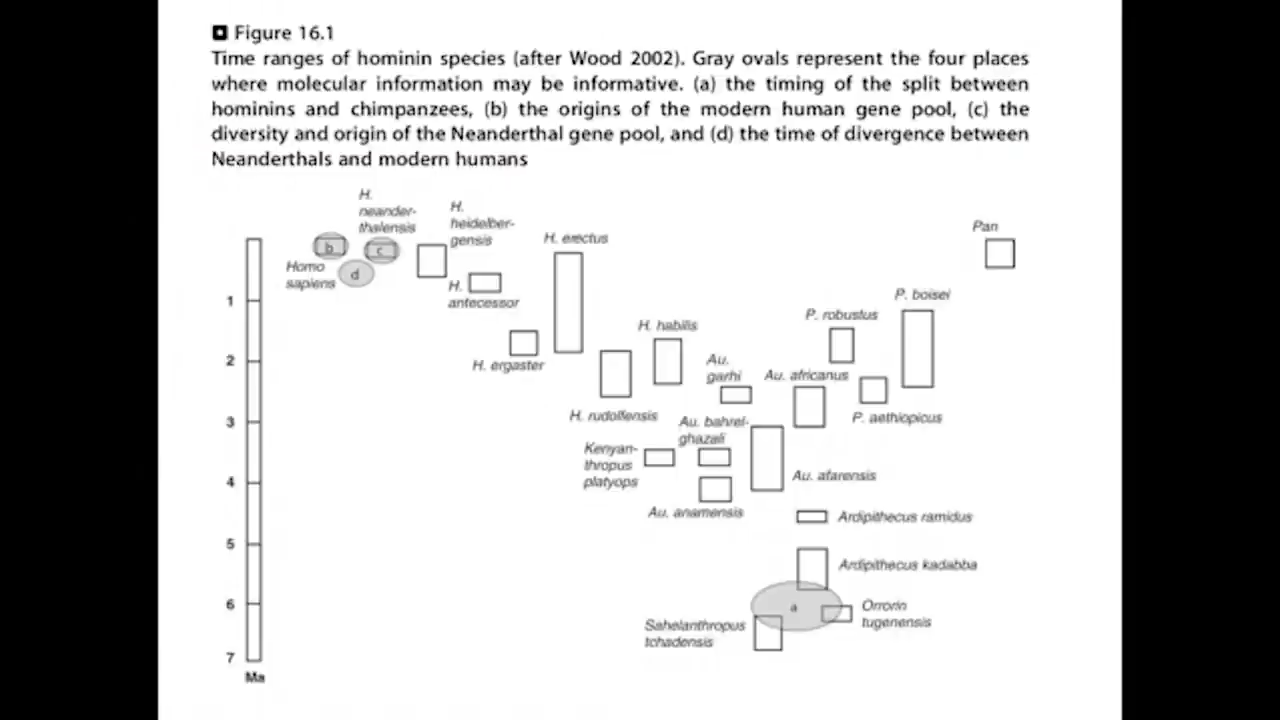 Figure 16.1
Time ranges of hominin species (after Wood 2002). Gray ovals represent the four places
where molecular information may be informative. (a) the timing of the split between
hominins and chimpanzees, (b) the origins of the modern human gene pool, (c) the
diversity and origin of the Neanderthal gene pool, and (d) the time of divergence between
Neanderthals and modern humans
H.
neander-
thalensis
H.
heidelber-
gensis
H. erectus
Pan
b
c
d
Homo
sapiens
H.
antecessor
P. boisei
1
P. robustus
H. habilis
2
H. ergaster
Au.
garhi
Au. africanus
H. rudolfensis
3
Au. bahrel-
ghazali
P. aethiopicus
Kenyan-
thropus
platyops
4
Au. afarensis
Au. anamensis
Ardipithecus ramidus
5
Ardipithecus kadabba
6
a
Orrorin
tugenensis
Sahelanthropus
tchadensis
7
Ma